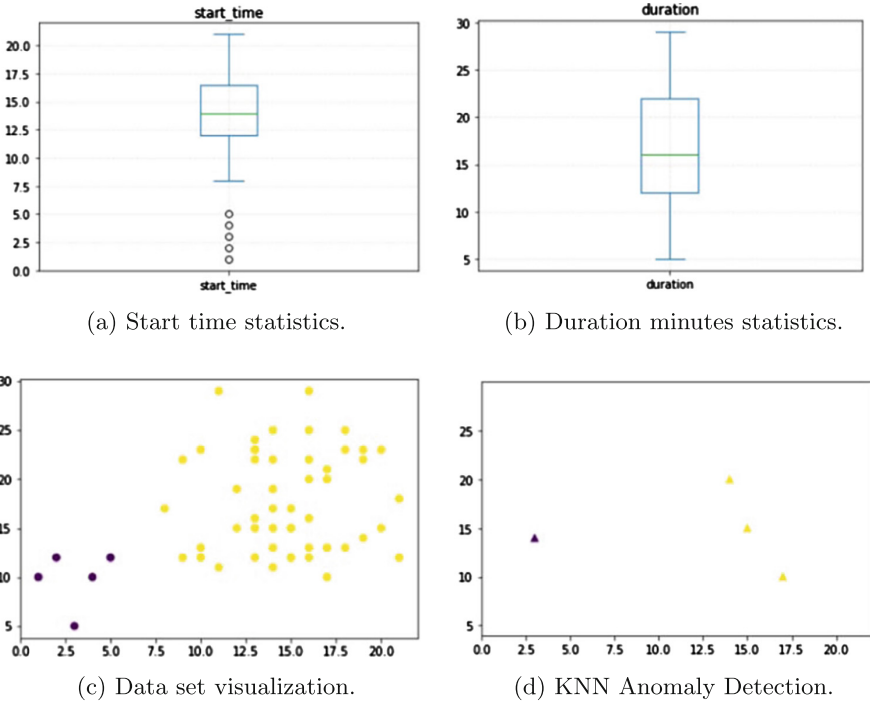 start_time
20.0
17.5
15.0
12.5
10.0
7.5
5.0
2.5
0.0
start_time
(a) Start time statistics.
duration
30
25
20
15
10
5
duration
(b) Duration minutes statistics.
30
25
20
15
10
5
0.0 2.5 5.0 7.5 10.0 12.5 15.0 17.5 20.0
(c) Data set visualization.
25
20
15
10
5
0.0 2.5 5.0 7.5 10.0 12.5 15.0 17.5 20.0
(d) KNN Anomaly Detection.